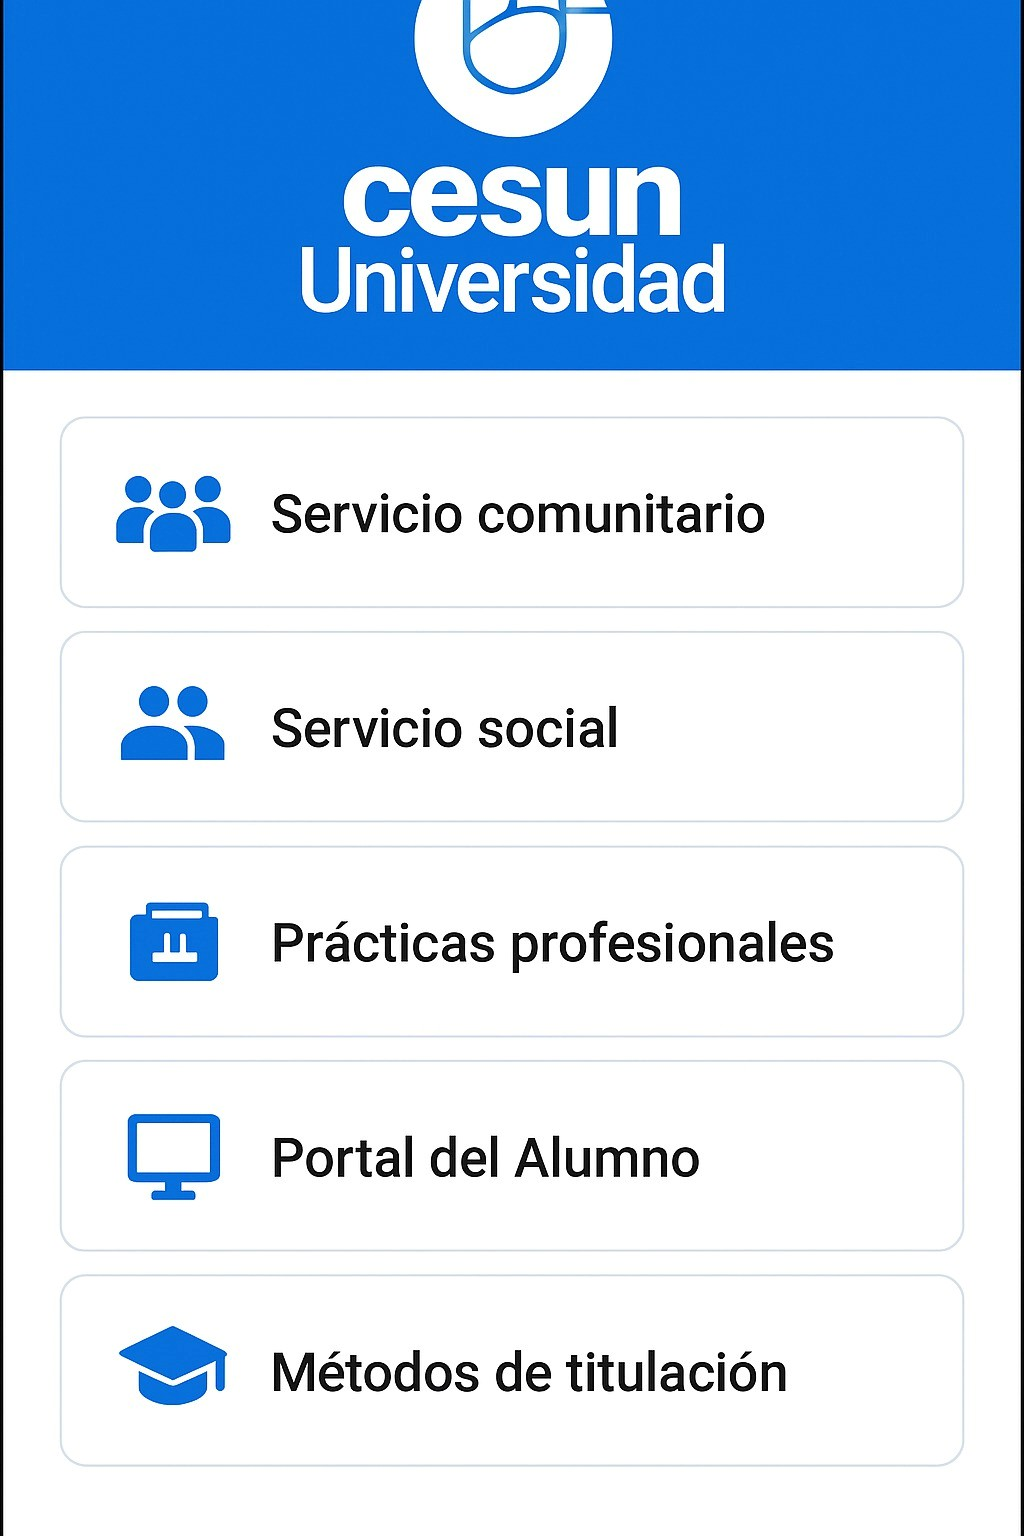 cesun
Universidad
Servicio comunitario
Servicio social
Prácticas profesionales
Portal del Alumno
Métodos de titulación